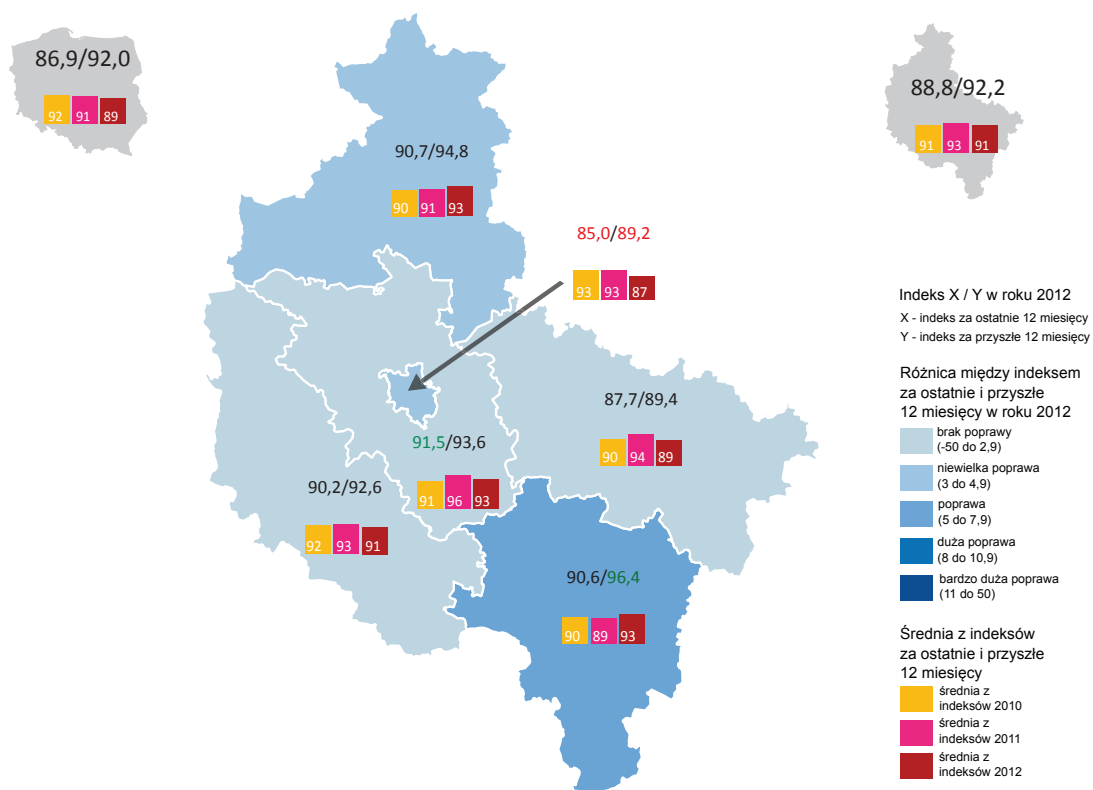 86,9/92,0
92 91 89
88,8/92,2
91 93 91
90,7/94,8
90 91 93
85,0/89,2
93 93 87
87,7/89,4
90 94 89
91,5/93,6
91 96 93
90,2/92,6
92 93 91
90,6/96,4
90 89 93
Indeks X / Y w roku 2012
X - indeks za ostatnie 12 miesięcy
Y - indeks za przyszłe 12 miesięcy
Różnica między indeksem
za ostatnie i przyszłe
12 miesięcy w roku 2012
brak poprawy
(-50 do 2,9)
niewielka poprawa
(3 do 4,9)
poprawa
(5 do 7,9)
duża poprawa
(8 do 10,9)
bardzo duża poprawa
(11 do 50)
Średnia z indeksów
za ostatnie i przyszłe
12 miesięcy
średnia z
indeksów 2010
średnia z
indeksów 2011
średnia z
indeksów 2012